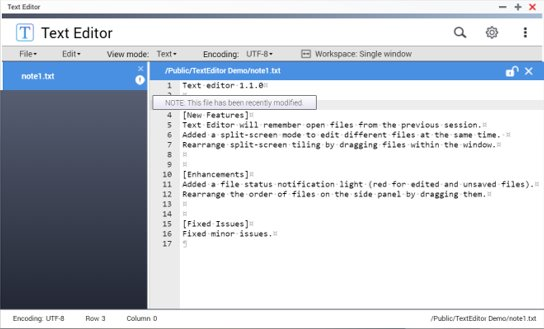 Text Editor
Text Editor
File Edit View mode: Text Encoding: UTF-8 Workspace: Single window
note1.txt
/Public/TextEditor Demo/note1.txt
1 Text editor 1.1.0
2
NOTE: This file has been recently modified.
4 [New Features]
5 Text Editor will remember open files from the previous session.
6 Added a split-screen mode to edit different files at the same time.
7 Rearrange split-screen tiling by dragging files within the window.
8
9
10 [Enhancements]
11 Added a file status notification light (red for edited and unsaved files).
12 Rearrange the order of files on the side panel by dragging them.
13
14
15 [Fixed Issues]
16 Fixed minor issues.
17
Encoding: UTF-8 Row: 3 Column: 0 /Public/TextEditor Demo/note1.txt